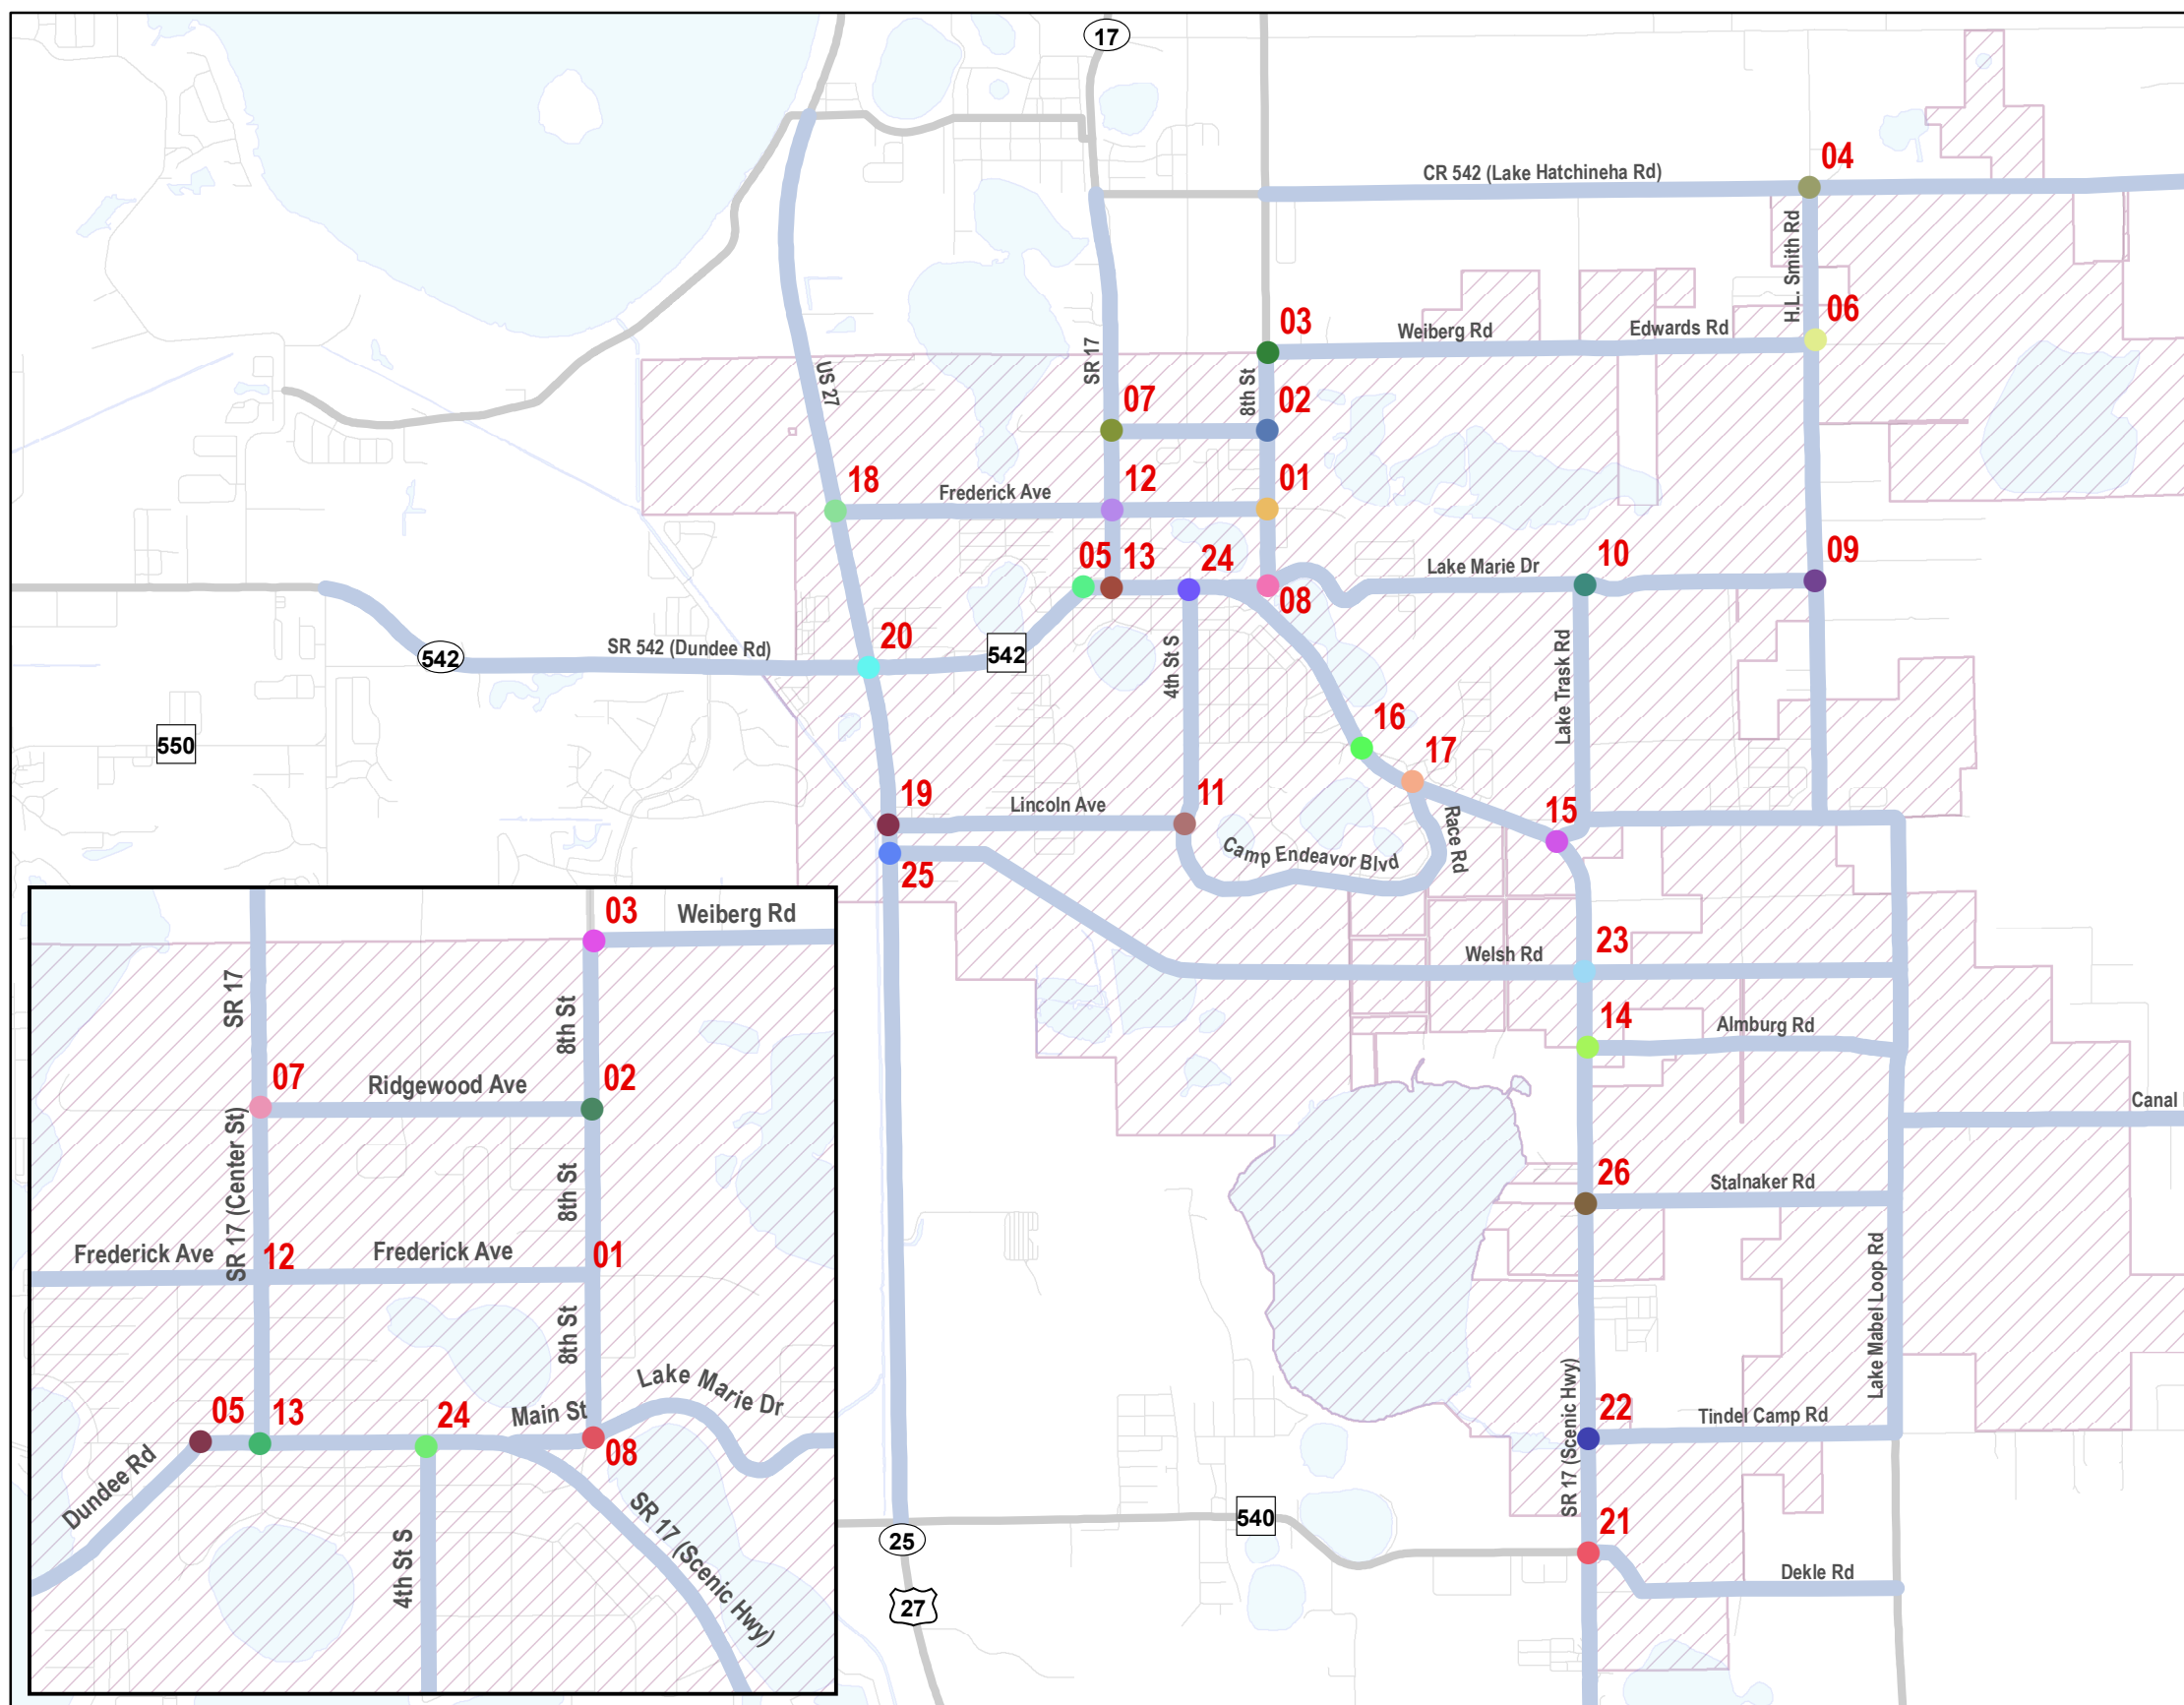 17
04
CR 542 (Lake Hatchineha Rd)
H.L. Smith Rd
06
03
Weiberg Rd
Edwards Rd
SR 17
US 27
8th St
07
02
18
Frederick Ave
12
01
05
13
24
08
Lake Marie Dr
10
09
542
SR 542 (Dundee Rd)
20
542
4th St S
Lake Trask Rd
550
16
17
19
Lincoln Ave
11
Race Rd
15
Camp Endeavor Blvd
25
23
Welsh Rd
14
Almburg Rd
Canal
26
Stalnaker Rd
Lake Mabel Loop Rd
SR 17 (Scenic Hwy)
22
Tindel Camp Rd
21
540
Dekle Rd
25
27
03
Weiberg Rd
SR 17
8th St
07
Ridgewood Ave
02
SR 17 (Center St)
8th St
Frederick Ave
12
Frederick Ave
01
8th St
Lake Marie Dr
05
13
24
Main St
08
Dundee Rd
4th St S
SR 17 (Scenic Hwy)